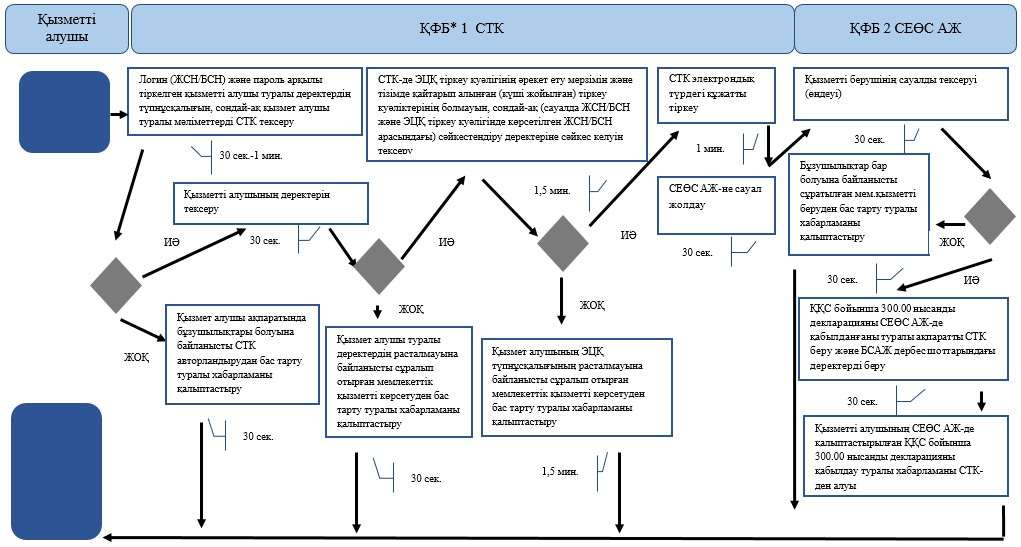 Қызметті
алушы
ҚФБ* 1  СТК
ҚФБ 2 СЕӨС АЖ
Логин (ЖСН/БСН) және пароль арқылы
тіркелген қызметті алушы туралы деректердің
түпнұсқалығын, сондай-ақ қызмет алушы
туралы мәліметтерді СТК тексеру
СТК-де ЭЦҚ тіркеу куәлігінің әрекет ету мерзімін және
тізімде қайтарып алынған (күші жойылған) тіркеу
куәліктерінің болмауын, сондай-ақ (сауалда ЖСН/БСН
және ЭЦҚ тіркеу куәлігінде көрсетілген ЖСН/БСН
арасындағы) сәйкестендіру деректеріне сәйкес келуін
тексеру
СТК электрондық
түрдегі құжатты
тіркеу
Қызметті берушінің сауалды тексеруі
(өңдеуі)
30 сек.-1 мин.
1 мин.
30 сек.
Қызметті алушының деректерін
тексеру
1,5 мин.
СЕӨС АЖ-не сауал
жолдау
Бұзушылықтар бар
болуына байланысты
сұратылған мем.қызметті
беруден бас тарту туралы
хабарламаны
қалыптастыру
ИӘ
30 сек.
ИӘ
ИӘ
30 сек.
ЖОҚ
30 сек.
ИӘ
ЖОҚ
Қызмет алушы ақпаратында
бұзушылықтары болуына
байланысты СТК
авторландырудан бас тарту
туралы хабарламаны
қалыптастыру
ЖОҚ
Қызмет алушы туралы
деректердің расталмауына
байланысты сұралып
отырған мемлекеттік
қызметті көрсетуден бас
тарту туралы хабарламаны
қалыптастыру
ЖОҚ
Қызмет алушының ЭЦҚ
түпнұсқалығының расталмауына
байланысты сұралып отырған
мемлекеттік қызметті көрсетуден
бас тарту туралы хабарламаны
қалыптастыру
ҚҚС бойынша 300.00 нысанды
декларацияны СЕӨС АЖ-де
қабылданғаны туралы ақпаратты СТК
беру және БСАЖ дербес шоттарындағы
деректерді беру
30 сек.
Қызметті алушының СЕӨС АЖ-де
қалыптастырылған ҚҚС бойынша
300.00 нысанды декларацияны
қабылдау туралы хабарламаны СТК-
ден алуы
30 сек.
30 сек.
1,5 мин.